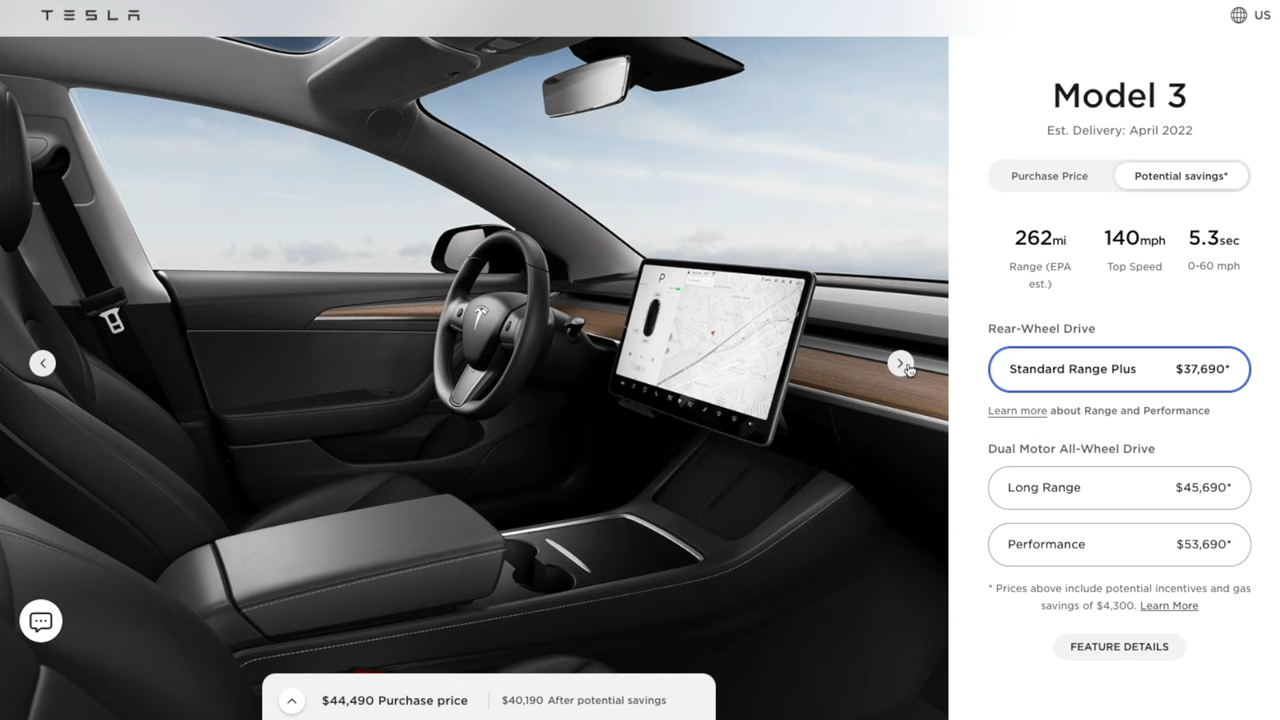 TESLA
US
Model 3
Est. Delivery: April 2022
Purchase Price
Potential savings*
262mi
140mph
5.3sec
Range (EPA
est.)
Top Speed
0-60 mph
Rear-Wheel Drive
Standard Range Plus $37,690*
Learn more about Range and Performance
Dual Motor All-Wheel Drive
Long Range $45,690*
Performance $53,690*
* Prices above include potential incentives and gas
savings of $4,300. Learn More
FEATURE DETAILS
$44,490 Purchase price
$40,190 After potential savings